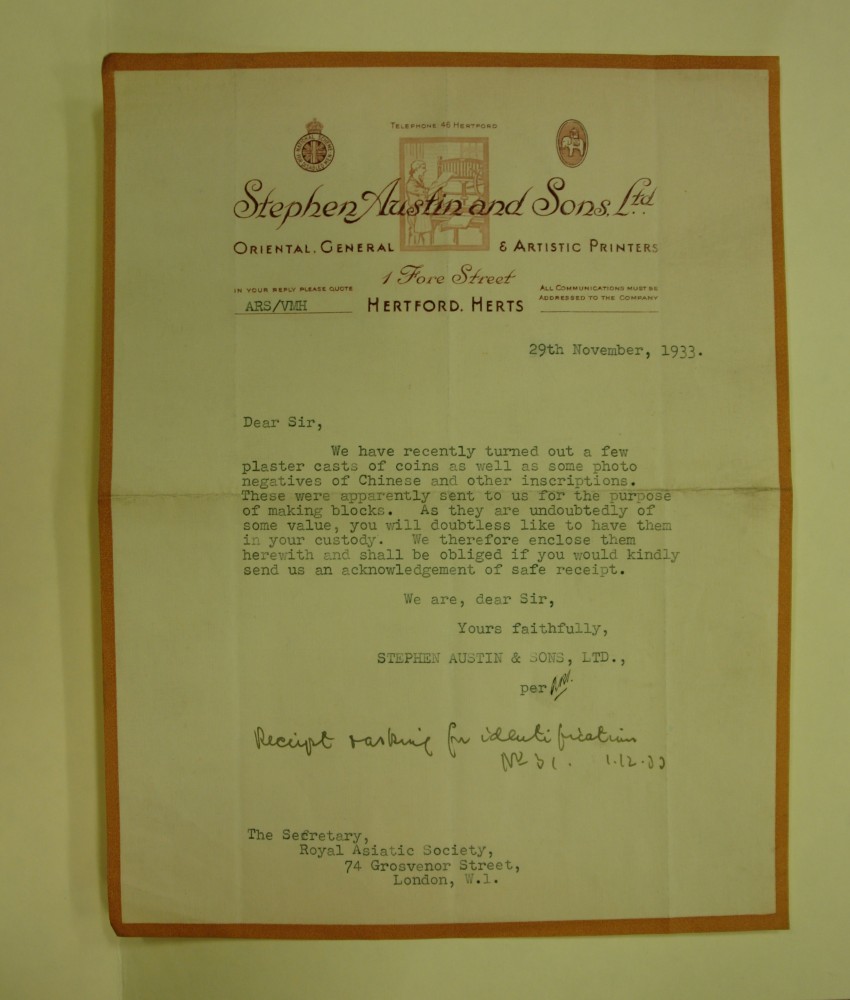 TELEPHONE 46 HERTFORD
Stephen Austin and Sons. Ltd.
ORIENTAL. GENERAL & ARTISTIC PRINTERS
1 Fore Street
IN YOUR REPLY PLEASE QUOTE
ARS/VMH
HERTFORD. HERTS
ALL COMMUNICATIONS MUST BE
ADDRESSED TO THE COMPANY
29th November, 1933.
Dear Sir,
We have recently turned out a few
plaster casts of coins as well as some photo
negatives of Chinese and other inscriptions.
These were apparently sent to us for the purpose
of making blocks. As they are undoubtedly of
some value, you will doubtless like to have them
in your custody. We therefore enclose them
herewith and shall be obliged if you would kindly
send us an acknowledgement of safe receipt.
We are, dear Sir,
Yours faithfully,
STEPHEN AUSTIN & SONS, LTD.,
per
Receipt & asking for identification
1.12.33
The Secretary,
Royal Asiatic Society,
74 Grosvenor Street,
London, W.1.